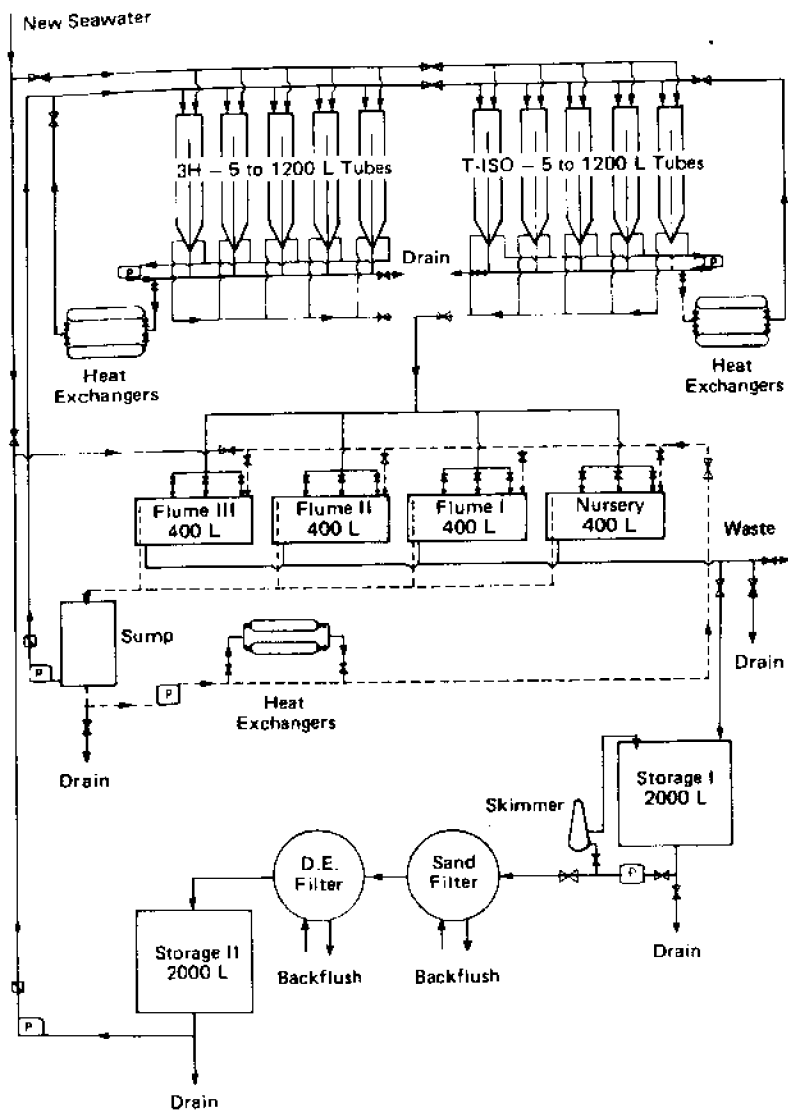 New Seawater
3H – 5 to 1200 L Tubes
T-ISO – 5 to 1200 L Tubes
Drain
P
P
Heat
Exchangers
Heat
Exchangers
Flume III
400 L
Flume II
400 L
Flume I
400 L
Nursery
400 L
Waste
Sump
P
P
Heat
Exchangers
Drain
Drain
Storage I
2000 L
Skimmer
D.E.
Filter
Sand
Filter
P
Storage II
2000 L
Backflush
Backflush
Drain
P
Drain